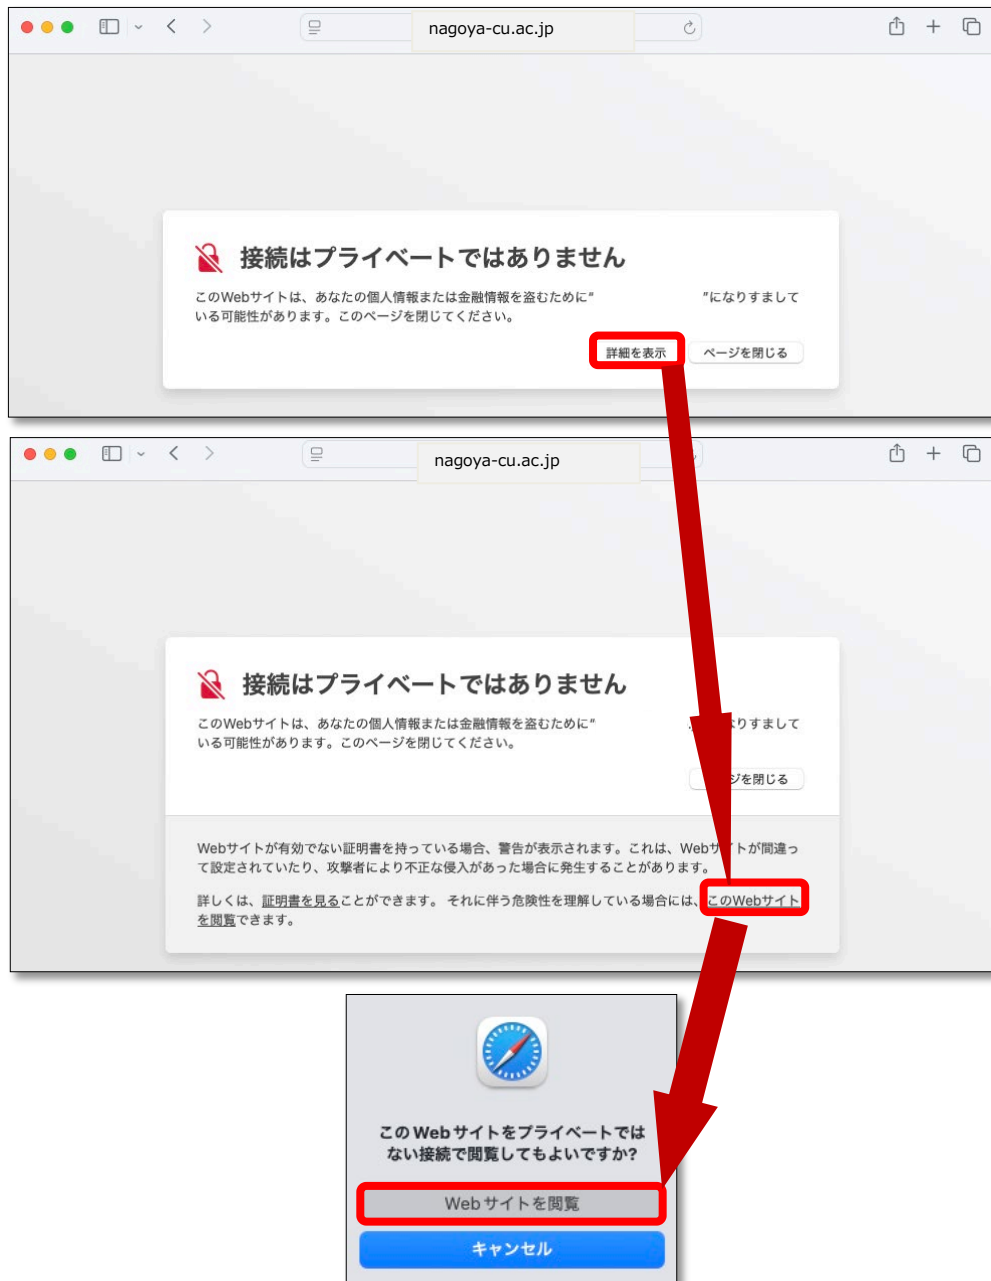 nagoya-cu.ac.jp
接続はプライベートではありません
このWebサイトは、あなたの個人情報または金融情報を盗むために“ ”になりすまして
いる可能性があります。このページを閉じてください。
詳細を表示 ページを閉じる
nagoya-cu.ac.jp
接続はプライベートではありません
このWebサイトは、あなたの個人情報または金融情報を盗むために“ りすまして
いる可能性があります。このページを閉じてください。
ジを閉じる
Webサイトが有効でない証明書を持っている場合、警告が表示されます。これは、Webサイトが間違っ
て設定されていたり、攻撃者により不正な侵入があった場合に発生することがあります。
詳しくは、証明書を見ることができます。それに伴う危険性を理解している場合には、このWebサイト
を閲覧できます。
このWebサイトをプライベートでは
ない接続で閲覧してもよいですか?
Webサイトを閲覧
キャンセル